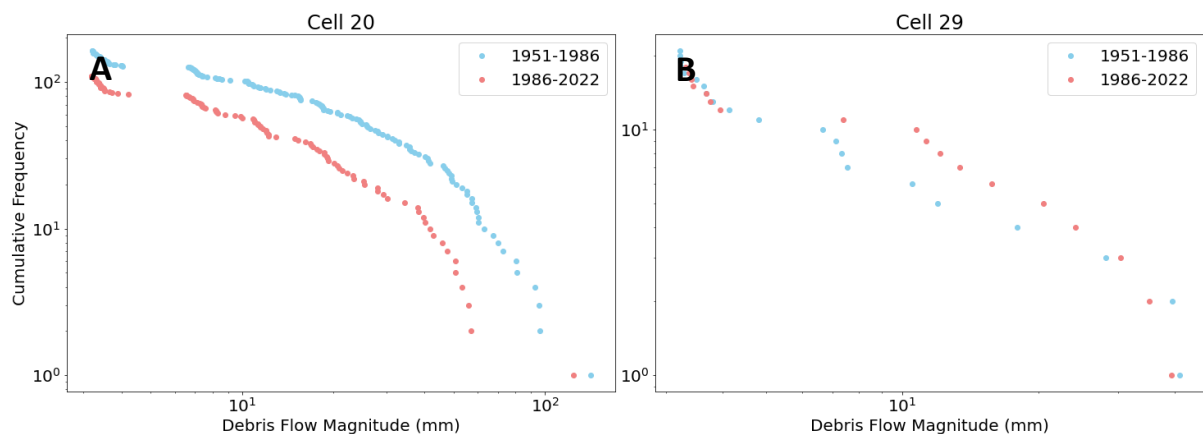 Cell 20
Cell 29
A
1951-1986
1986-2022
B
1951-1986
1986-2022
Cumulative Frequency
10²
10¹
10⁰
10¹
10⁰
10¹
10²
10¹
Debris Flow Magnitude (mm)
Debris Flow Magnitude (mm)